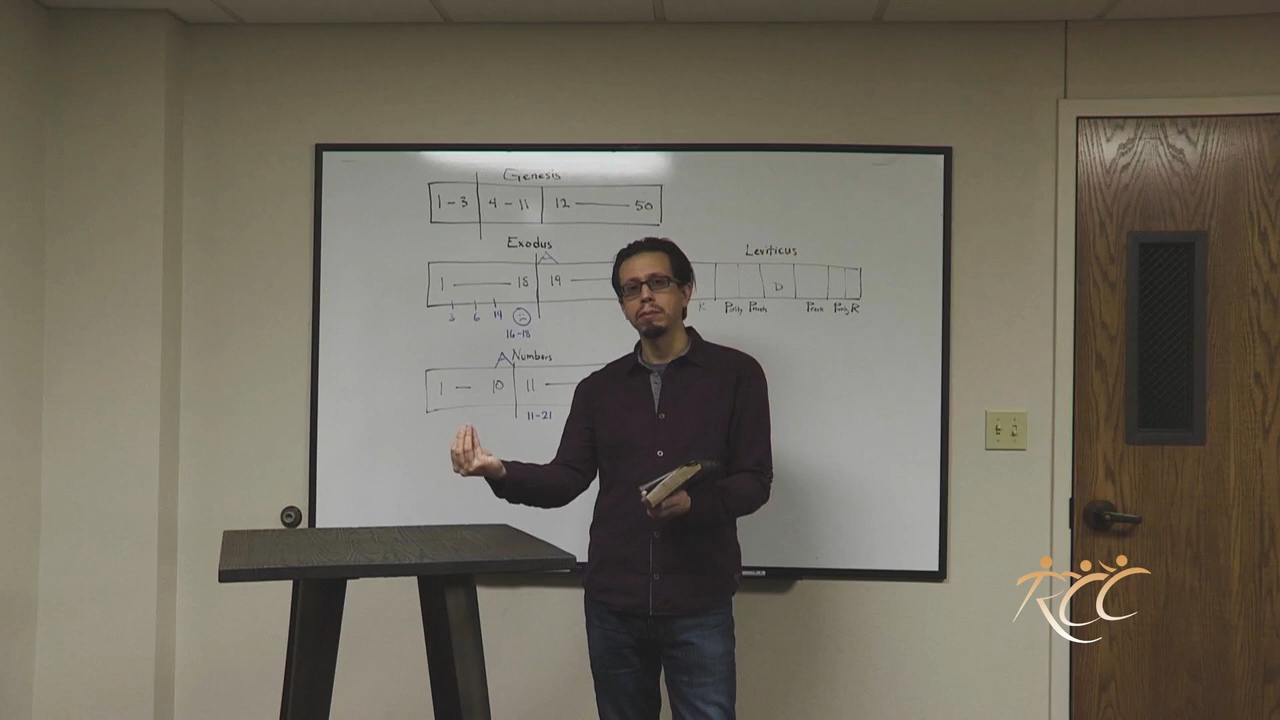 Genesis
1 - 3 4 - 11 12 — 50
Exodus
1 — 18 19 —
3 6 14
16-18
Leviticus
D
R Purity Priests Priests Purity R
Numbers
1 — 10 11 —
11-21
RCC